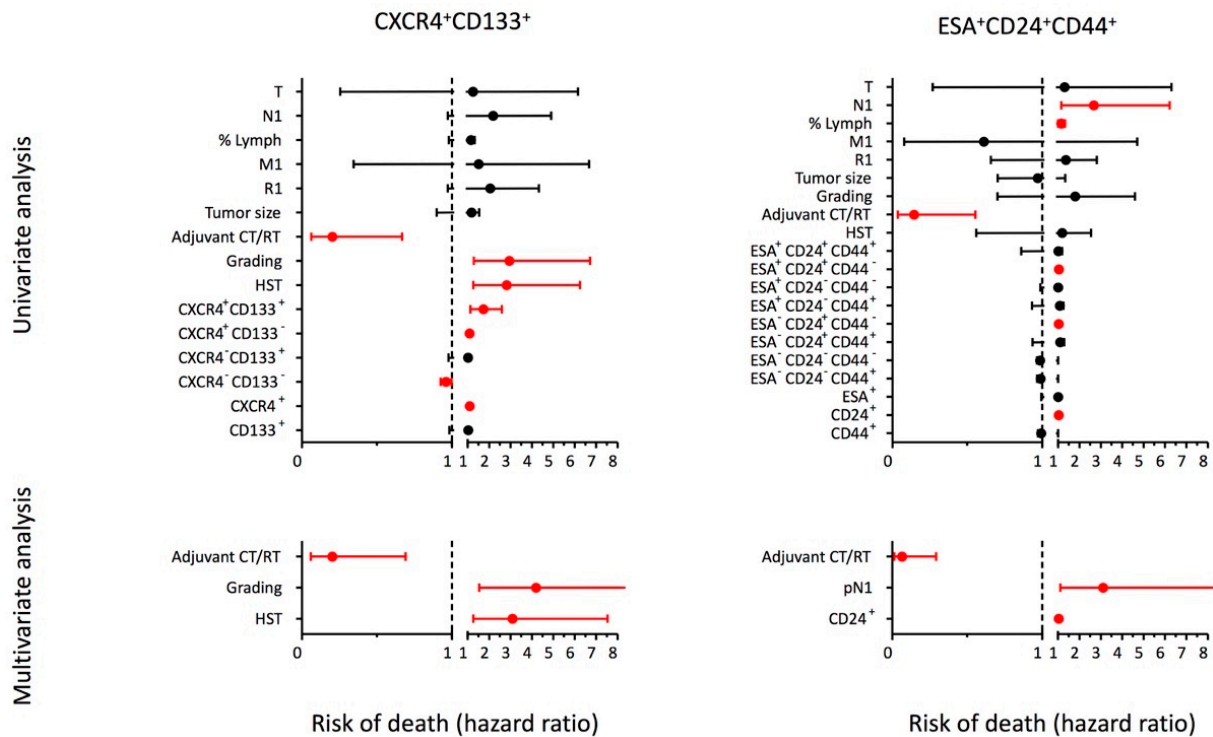 CXCR4⁺CD133⁺
ESA⁺CD24⁺CD44⁺
Univariate analysis
T
N1
% Lymph
M1
R1
Tumor size
Adjuvant CT/RT
Grading
HST
CXCR4⁺CD133⁺
CXCR4⁺CD133⁻
CXCR4⁻CD133⁺
CXCR4⁻CD133⁻
CXCR4⁺
CD133⁺
0 1 1 2 3 4 5 6 7 8
T
N1
% Lymph
M1
R1
Tumor size
Grading
Adjuvant CT/RT
HST
ESA⁺CD24⁺CD44⁺
ESA⁺CD24⁺CD44⁻
ESA⁺CD24⁻CD44⁻
ESA⁺CD24⁻CD44⁺
ESA⁻CD24⁺CD44⁻
ESA⁻CD24⁺CD44⁺
ESA⁻CD24⁻CD44⁻
ESA⁻CD24⁻CD44⁺
ESA⁺
CD24⁺
CD44⁺
0 1 1 2 3 4 5 6 7 8
Multivariate analysis
Adjuvant CT/RT
Grading
HST
0 1 1 2 3 4 5 6 7 8
Risk of death (hazard ratio)
Adjuvant CT/RT
pN1
CD24⁺
0 1 1 2 3 4 5 6 7 8
Risk of death (hazard ratio)